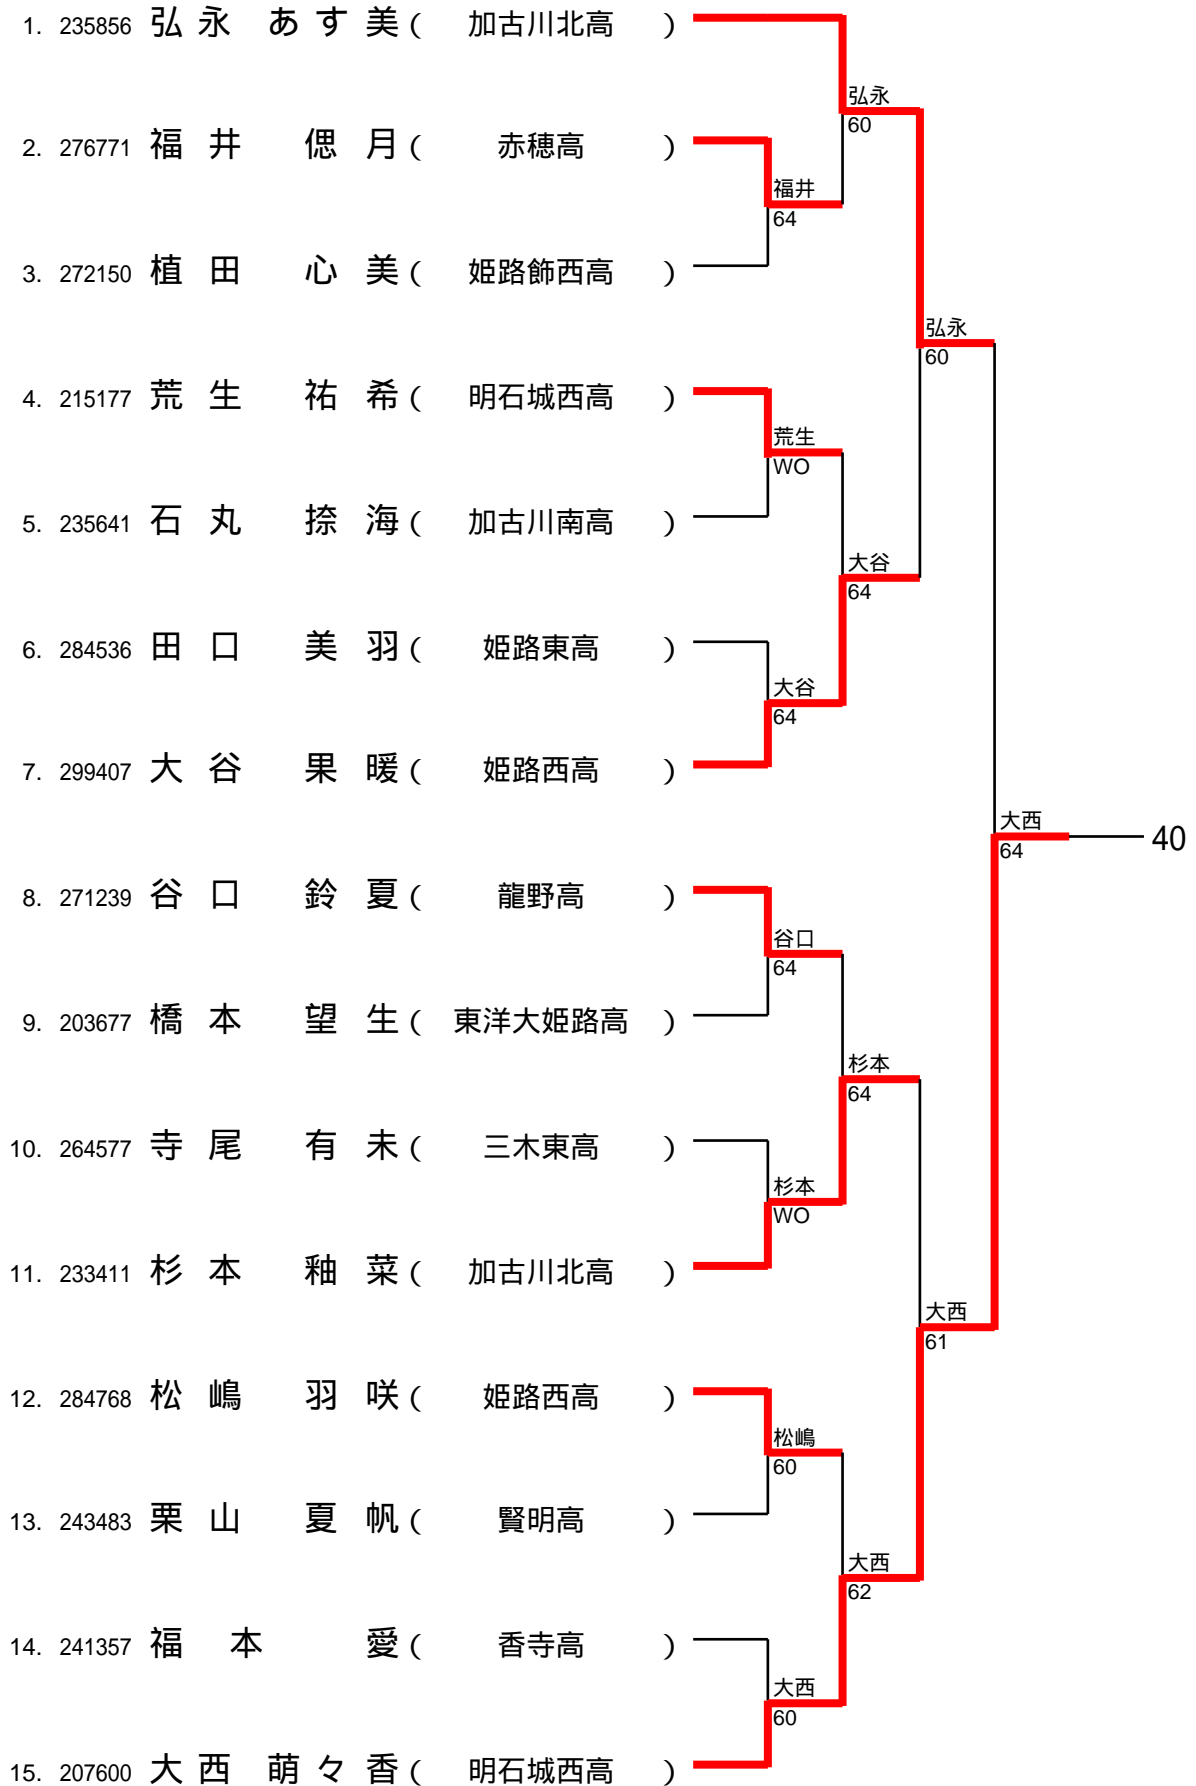 1. 235856 弘永 あす美 ( 加古川北高 )
弘永
60
2. 276771 福井 偲月 ( 赤穂高 )
福井
64
3. 272150 植田 心美 ( 姫路飾西高 )
弘永
60
4. 215177 荒生 祐希 ( 明石城西高 )
荒生
WO
5. 235641 石丸 捺海 ( 加古川南高 )
大谷
64
6. 284536 田口 美羽 ( 姫路東高 )
大谷
64
7. 299407 大谷 果暖 ( 姫路西高 )
大西
64
40
8. 271239 谷口 鈴夏 ( 龍野高 )
谷口
64
9. 203677 橋本 望生 ( 東洋大姫路高 )
杉本
64
10. 264577 寺尾 有未 ( 三木東高 )
杉本
WO
11. 233411 杉本 釉菜 ( 加古川北高 )
大西
61
12. 284768 松嶋 羽咲 ( 姫路西高 )
松嶋
60
13. 243483 栗山 夏帆 ( 賢明高 )
大西
62
14. 241357 福本 愛 ( 香寺高 )
大西
60
15. 207600 大西 萌々香 ( 明石城西高 )